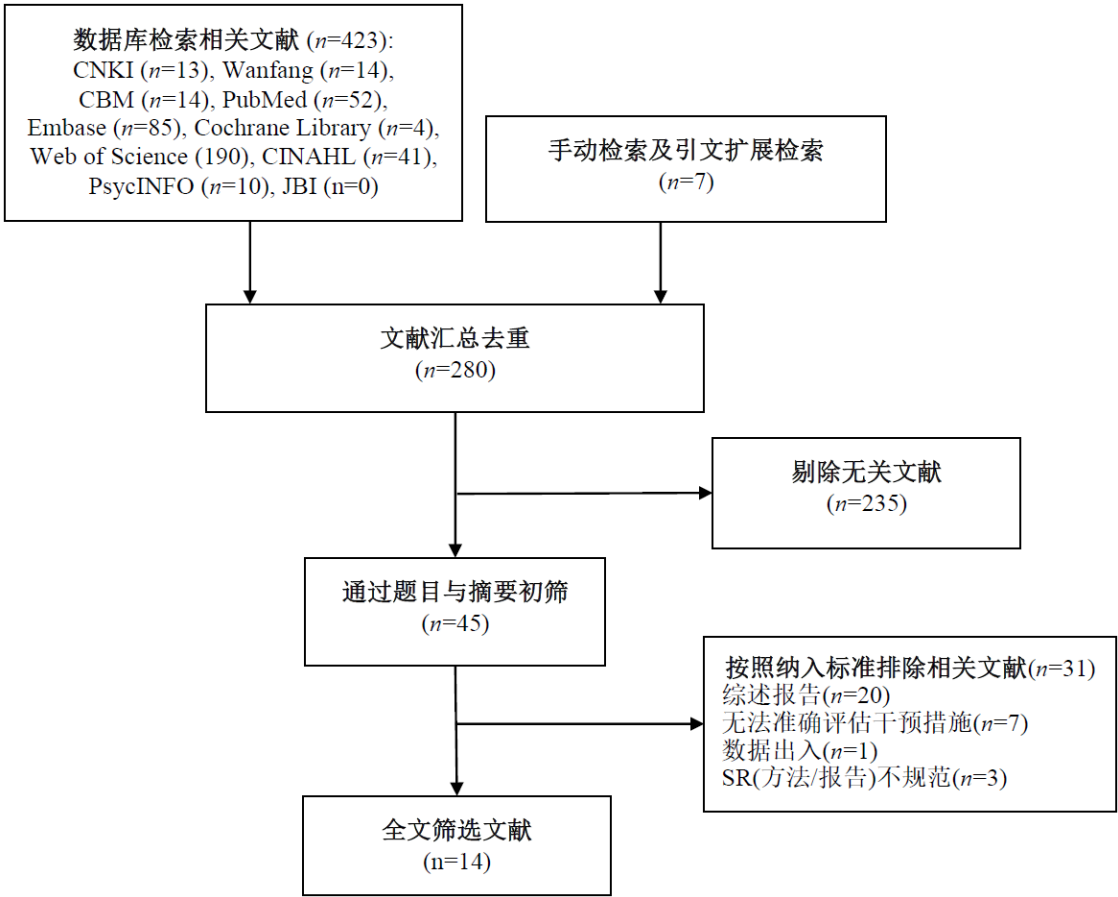 数据库检索相关文献 (n=423):
CNKI (n=13), Wanfang (n=14),
CBM (n=14), PubMed (n=52),
Embase (n=85), Cochrane Library (n=4),
Web of Science (190), CINAHL (n=41),
PsycINFO (n=10), JBI (n=0)
手动检索及引文扩展检索
(n=7)
文献汇总去重
(n=280)
剔除无关文献
(n=235)
通过题目与摘要初筛
(n=45)
按照纳入标准排除相关文献(n=31)
综述报告(n=20)
无法准确评估干预措施(n=7)
数据出入(n=1)
SR(方法/报告)不规范(n=3)
全文筛选文献
(n=14)